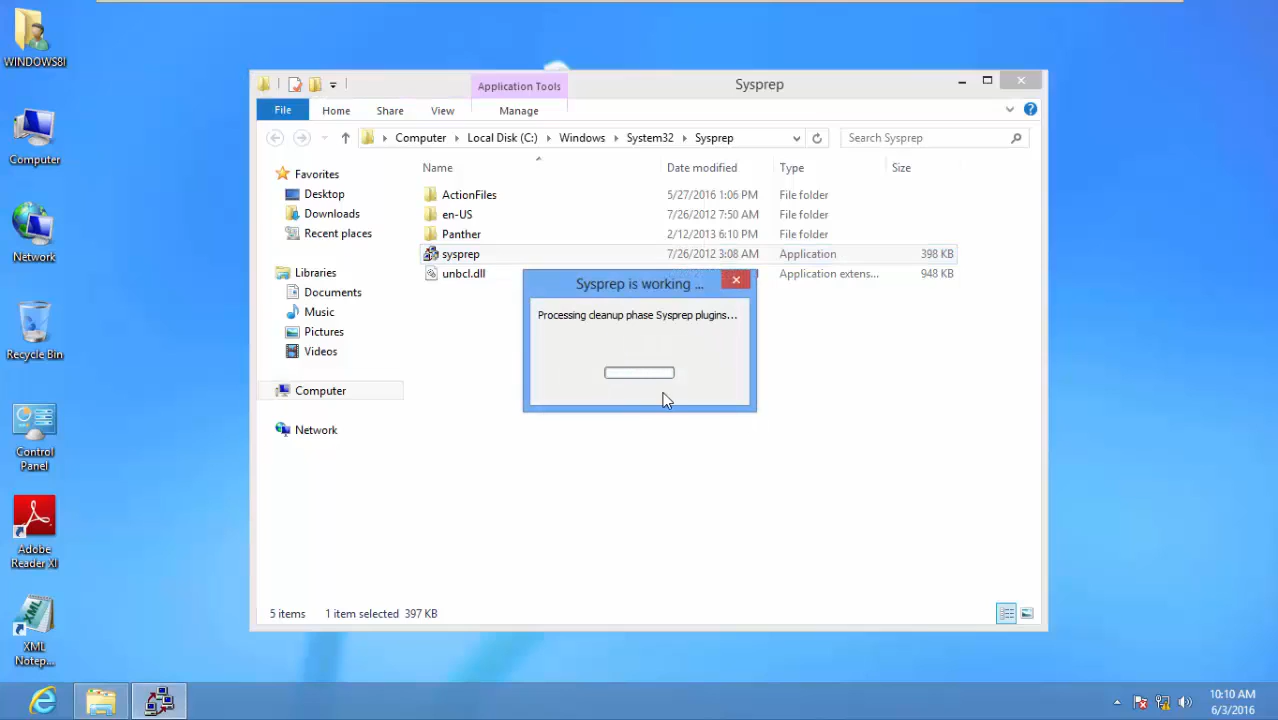 WINDOWS8I
Computer
Network
Recycle Bin
Control
Panel
Adobe
Reader XI
XML
Notep...
Application Tools
Sysprep
File
Home
Share
View
Manage
Computer
Local Disk (C:)
Windows
System32
Sysprep
Search Sysprep
Favorites
Desktop
Downloads
Recent places
Libraries
Documents
Music
Pictures
Videos
Computer
Network
Name Date modified Type Size
ActionFiles 5/27/2016 1:06 PM File folder
en-US 7/26/2012 7:50 AM File folder
Panther 2/12/2013 6:10 PM File folder
sysprep 7/26/2012 3:08 AM Application 398 KB
unbcl.dll Application extens... 948 KB
Sysprep is working ...
Processing cleanup phase Sysprep plugins...
5 items 1 item selected 397 KB
10:10 AM
6/3/2016